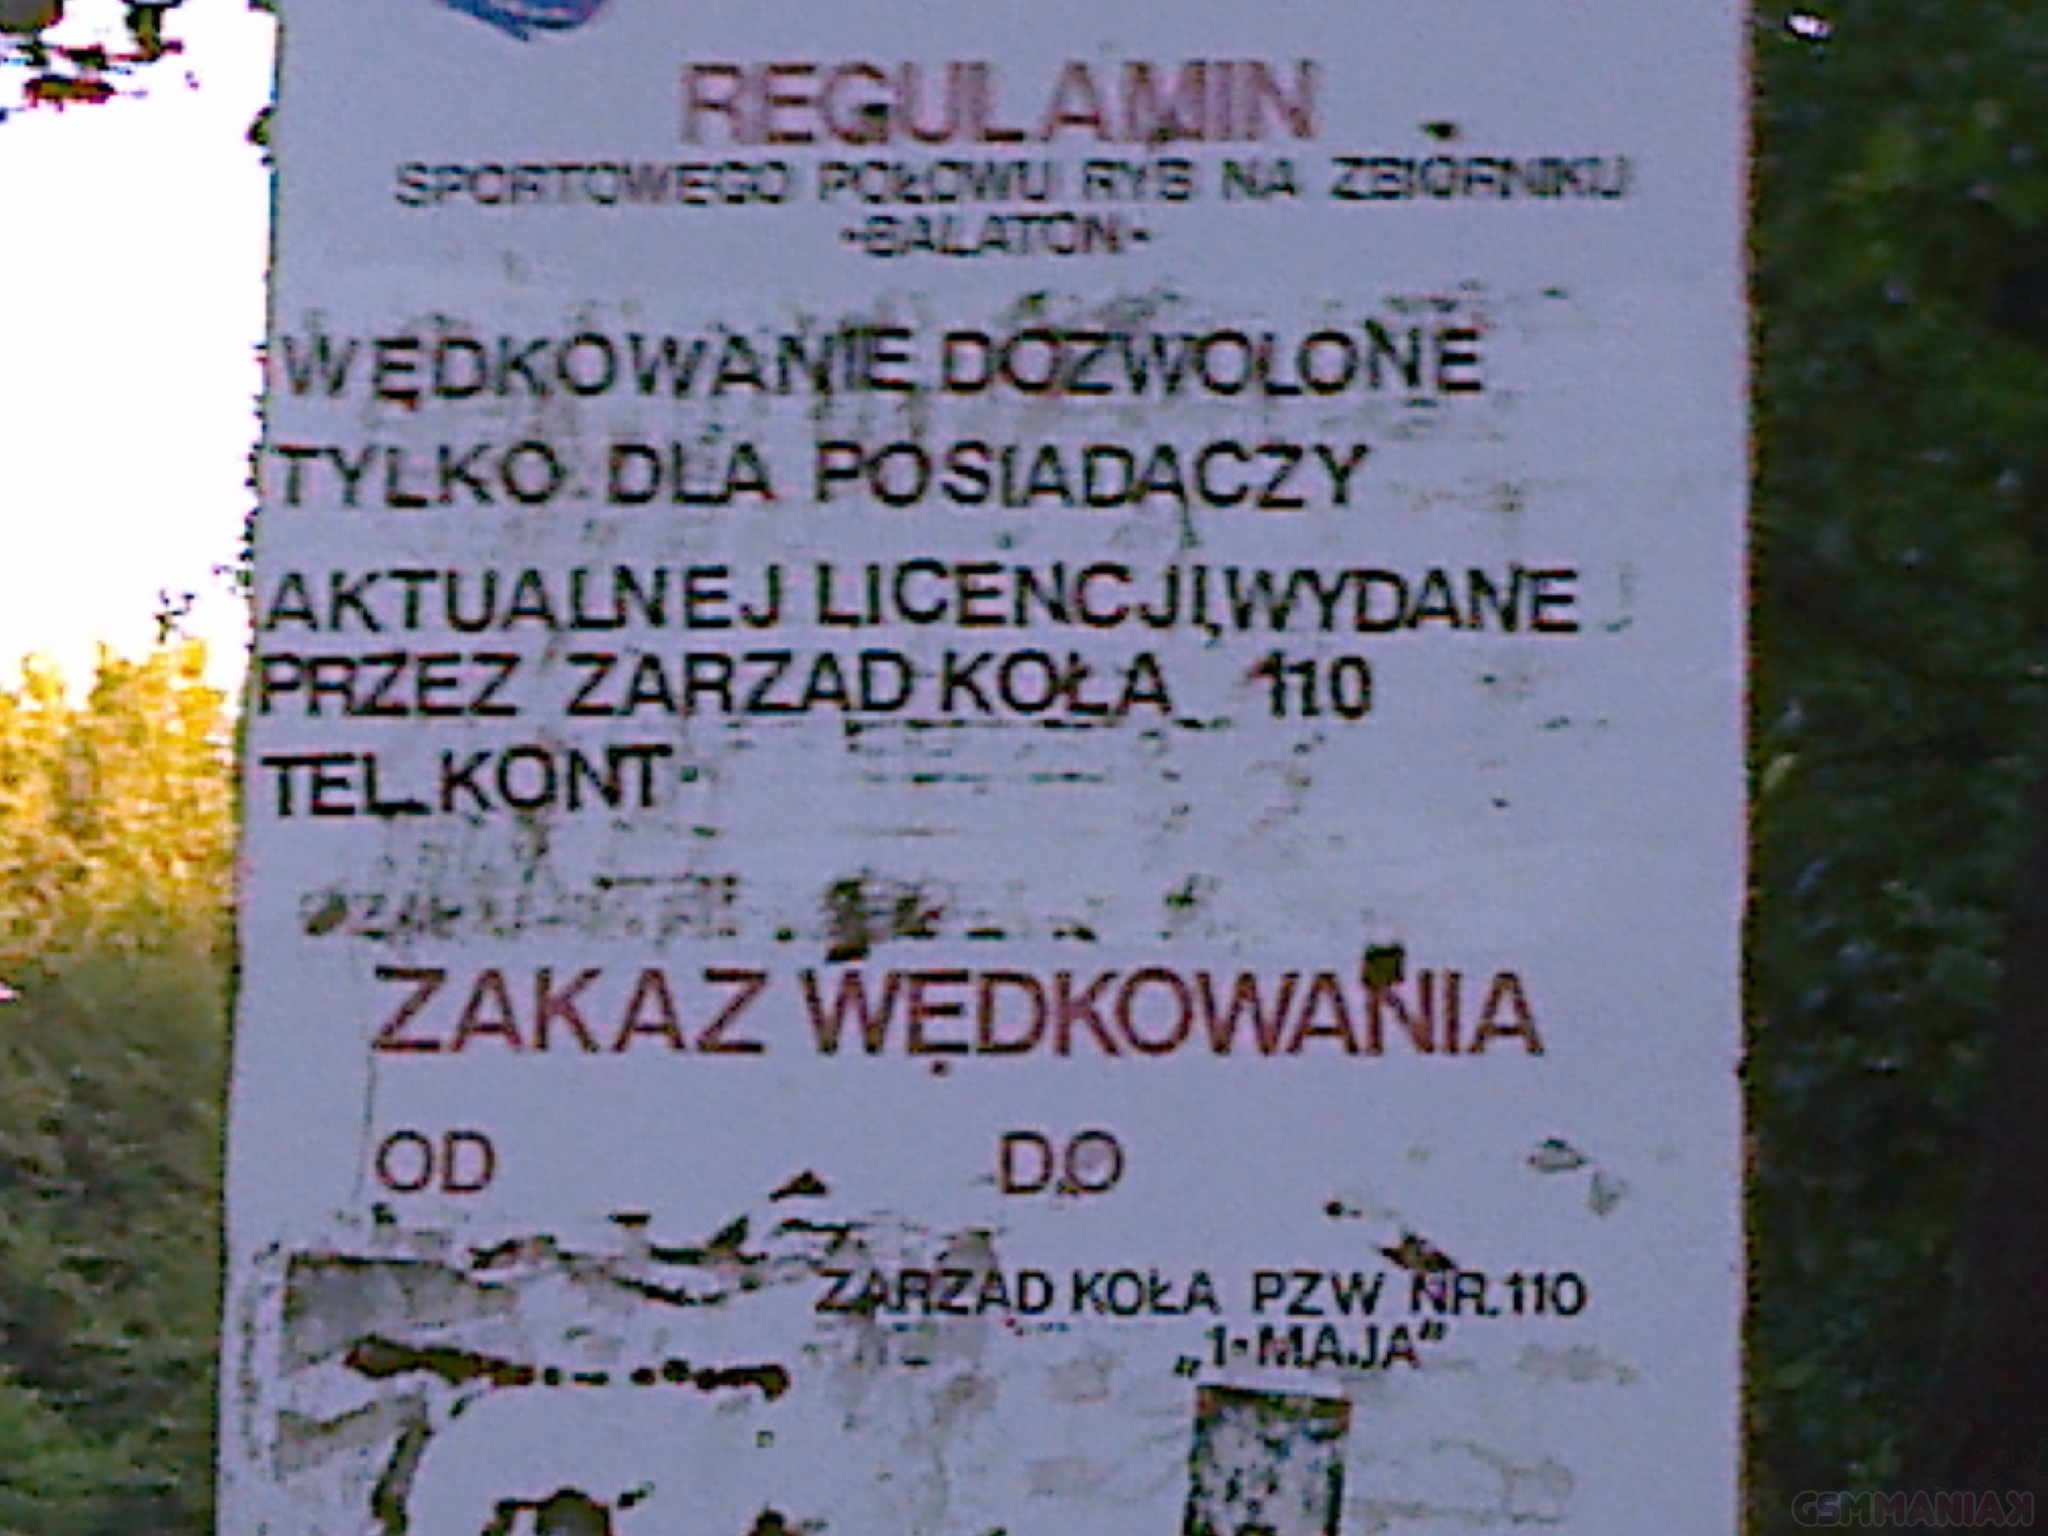 REGULAMIN
SPORTOWEGO POŁOWU RYB NA ZBIORNIKU
-BALATON-
WĘDKOWANIE DOZWOLONE
TYLKO DLA POSIADACZY
AKTUALNEJ LICENCJI,WYDANE
PRZEZ ZARZAD KOŁA 110
TEL.KONT
ZAKAZ WĘDKOWANIA
OD DO
ZARZAD KOŁA PZW NR.110
„1-MAJA”
GSMMANIAK